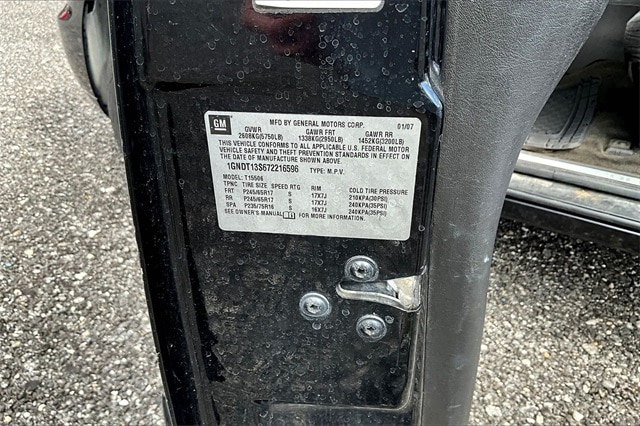 GM MFD BY GENERAL MOTORS CORP. 01/07
GVWR GAWR FRT GAWR RR
2608KG(5750LB) 1338KG(2950LB) 1452KG(3200LB)
THIS VEHICLE CONFORMS TO ALL APPLICABLE U.S. FEDERAL MOTOR
VEHICLE SAFETY AND THEFT PREVENTION STANDARDS IN EFFECT ON
THE DATE OF MANUFACTURE SHOWN ABOVE.
1GNDT13S672216596 TYPE: M.P.V.
MODEL: T15506
TPNC TIRE SIZE SPEED RTG RIM COLD TIRE PRESSURE
FRT P245/65R17 S 17X7J 210KPA(30PSI)
RR P245/65R17 S 17X7J 240KPA(35PSI)
SPA P235/75R16 S 16X7J 240KPA(35PSI)
SEE OWNER'S MANUAL FOR MORE INFORMATION.